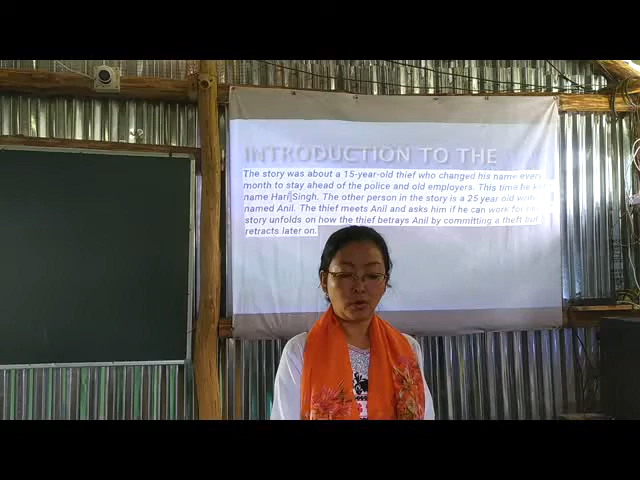 INTRODUCTION TO THE
The story was about a 15-year-old thief who changed his name every
month to stay ahead of the police and old employers. This time he
name Hari Singh. The other person in the story is a 25 year old
named Anil. The thief meets Anil and asks him if he can work for
story unfolds on how the thief betrays Anil by committing a theft but
retracts later on.